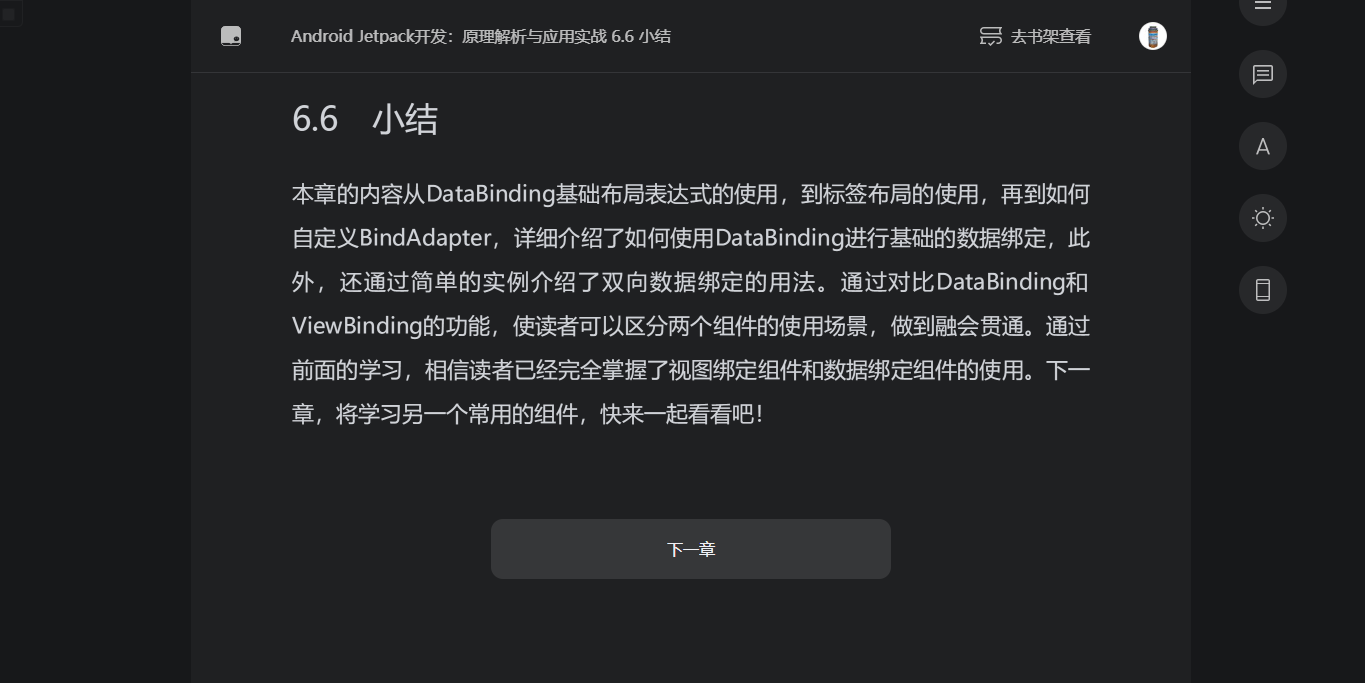 Android Jetpack开发：原理解析与应用实战 6.6 小结
去书架查看
6.6 小结
本章的内容从DataBinding基础布局表达式的使用，到标签布局的使用，再到如何
自定义BindAdapter，详细介绍了如何使用DataBinding进行基础的数据绑定，此
外，还通过简单的实例介绍了双向数据绑定的用法。通过对比DataBinding和
ViewBinding的功能，使读者可以区分两个组件的使用场景，做到融会贯通。通过
前面的学习，相信读者已经完全掌握了视图绑定组件和数据绑定组件的使用。下一
章，将学习另一个常用的组件，快来一起看看吧！
下一章
A